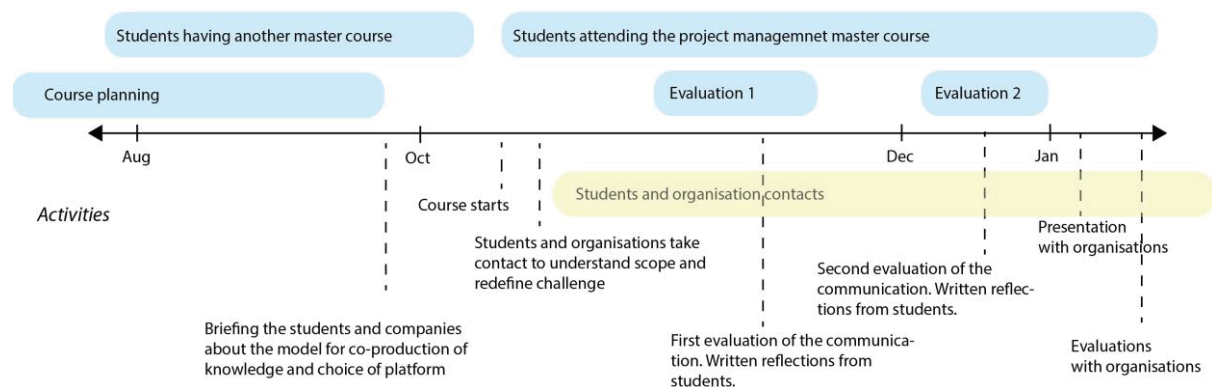 Students having another master course
Students attending the project managemnet master course
Course planning
Evaluation 1
Evaluation 2
Aug
Oct
Dec
Jan
Activities
Students and organisation contacts
Course starts
Students and organisations take
contact to understand scope and
redefine challenge
Presentation
with organisations
Second evaluation of the
communication. Written reflec-
tions from students.
Briefing the students and companies
about the model for co-production of
knowledge and choice of platform
First evaluation of the communica-
tion. Written reflections from
students.
Evaluations
with organisations